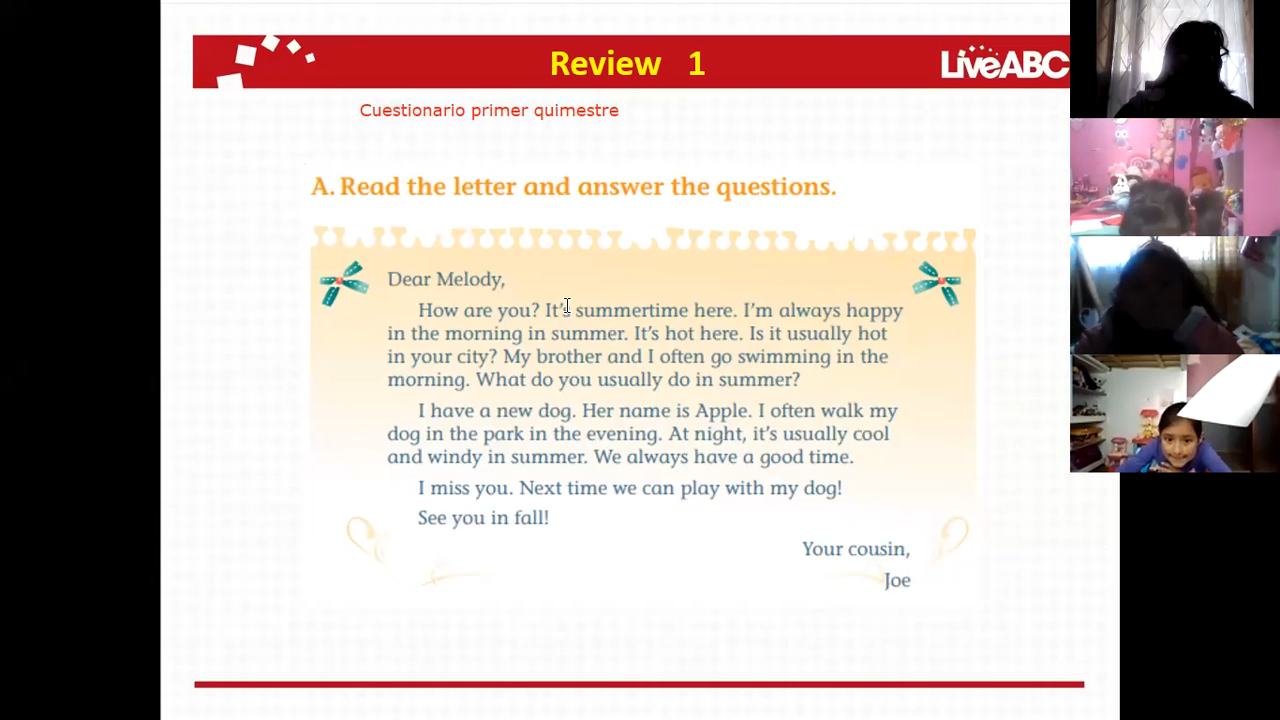 Review 1
LiveABC
Cuestionario primer quimestre
A. Read the letter and answer the questions.
Dear Melody,
How are you? It's summertime here. I'm always happy
in the morning in summer. It's hot here. Is it usually hot
in your city? My brother and I often go swimming in the
morning. What do you usually do in summer?
I have a new dog. Her name is Apple. I often walk my
dog in the park in the evening. At night, it's usually cool
and windy in summer. We always have a good time.
I miss you. Next time we can play with my dog!
See you in fall!
Your cousin,
Joe